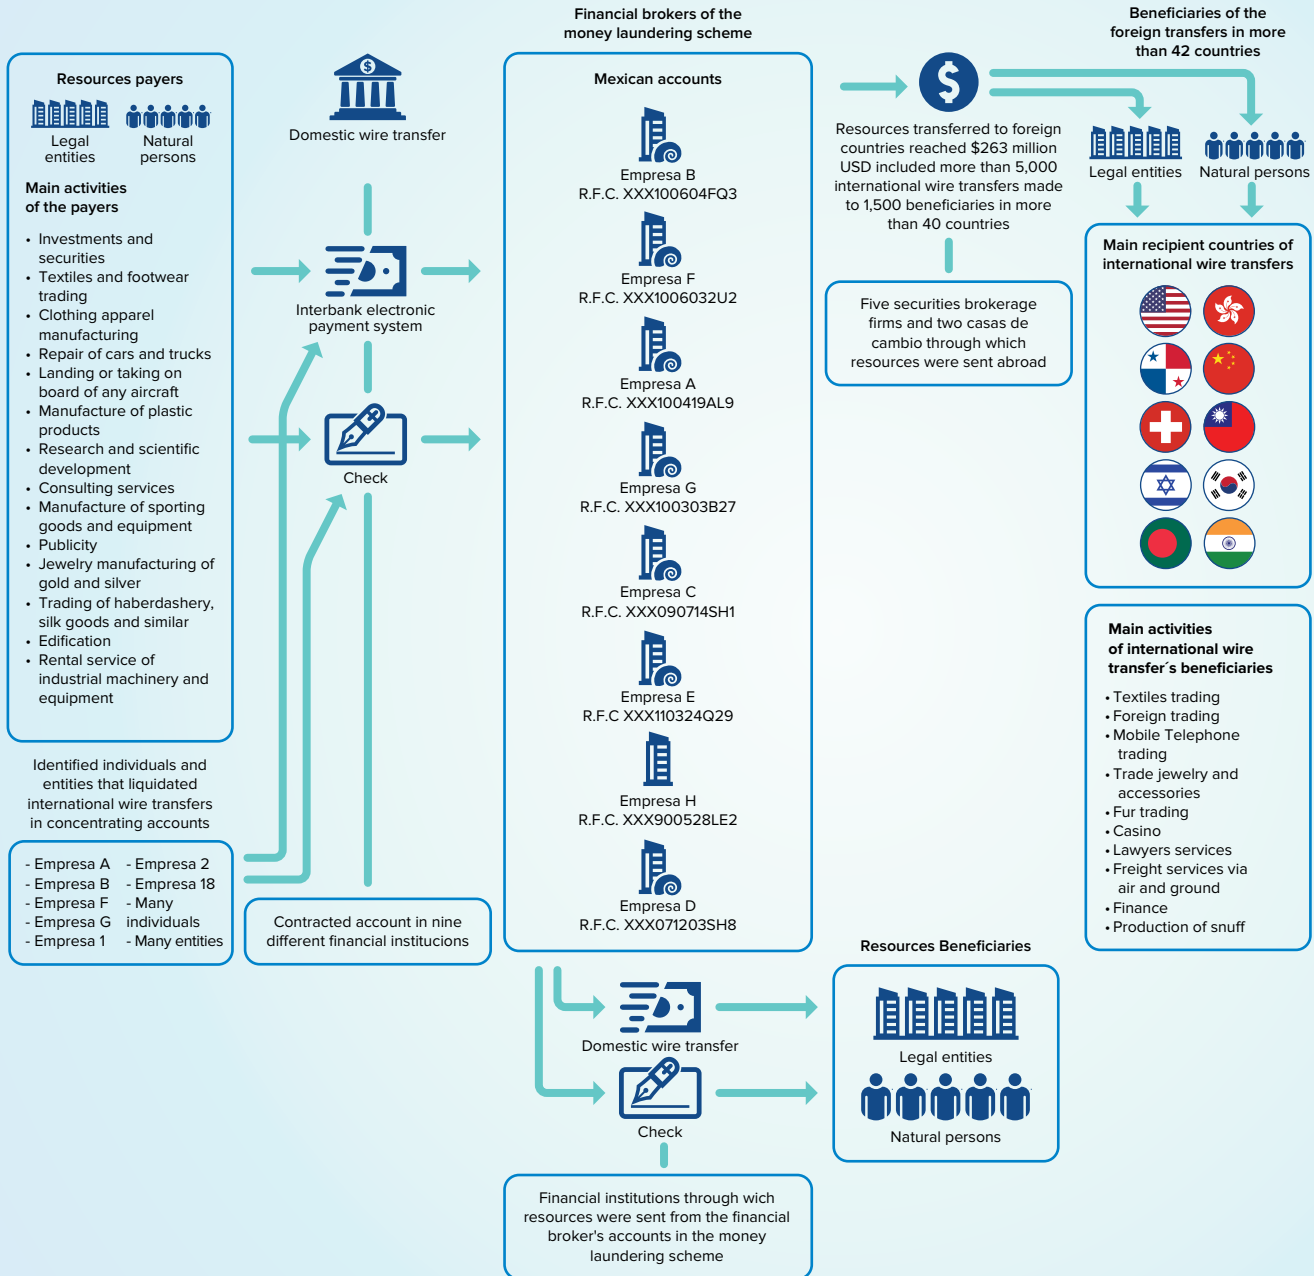 Financial brokers of the
money laundering scheme
Beneficiaries of the
foreign transfers in more
than 42 countries
Resources payers
Legal
entities
Natural
persons
Main activities
of the payers
• Investments and
securities
• Textiles and footwear
trading
• Clothing apparel
manufacturing
• Repair of cars and trucks
• Landing or taking on
board of any aircraft
• Manufacture of plastic
products
• Research and scientific
development
• Consulting services
• Manufacture of sporting
goods and equipment
• Publicity
• Jewelry manufacturing of
gold and silver
• Trading of haberdashery,
silk goods and similar
• Edification
• Rental service of
industrial machinery and
equipment
Identified individuals and
entities that liquidated
international wire transfers
in concentrating accounts
- Empresa A
- Empresa B
- Empresa F
- Empresa G
- Empresa 1
- Empresa 2
- Empresa 18
- Many
individuals
- Many entities
$
Domestic wire transfer
Interbank electronic
payment system
Check
Contracted account in nine
different financial institucions
Mexican accounts
Empresa B
R.F.C. XXX100604FQ3
Empresa F
R.F.C. XXX1006032U2
Empresa A
R.F.C. XXX100419AL9
Empresa G
R.F.C. XXX100303B27
Empresa C
R.F.C. XXX090714SH1
Empresa E
R.F.C XXX110324Q29
Empresa H
R.F.C. XXX900528LE2
Empresa D
R.F.C. XXX071203SH8
$
Resources transferred to foreign
countries reached $263 million
USD included more than 5,000
international wire transfers made
to 1,500 beneficiaries in more
than 40 countries
Five securities brokerage
firms and two casas de
cambio through which
resources were sent abroad
Legal entities
Natural persons
Main recipient countries of
international wire transfers
Main activities
of international wire
transfer´s beneficiaries
• Textiles trading
• Foreign trading
• Mobile Telephone
trading
• Trade jewelry and
accessories
• Fur trading
• Casino
• Lawyers services
• Freight services via
air and ground
• Finance
• Production of snuff
Domestic wire transfer
Check
Resources Beneficiaries
Legal entities
Natural persons
Financial institutions through wich
resources were sent from the financial
broker's accounts in the money
laundering scheme